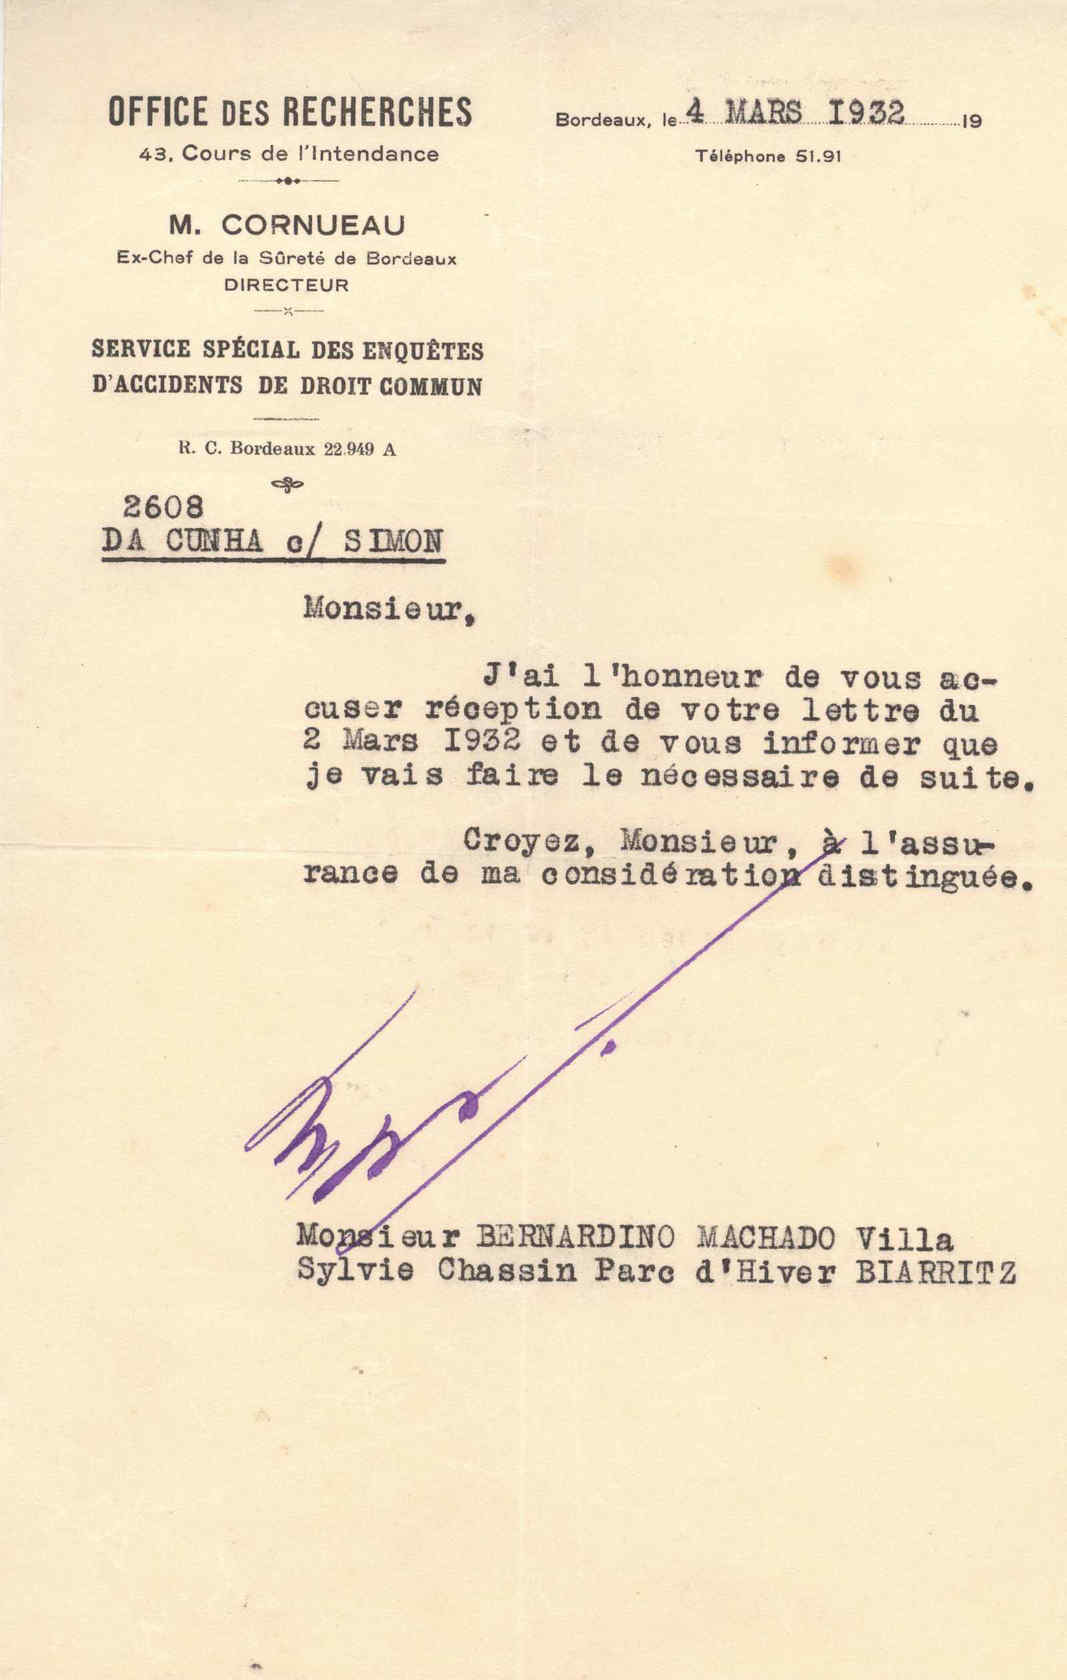 OFFICE DES RECHERCHES
43, Cours de l'Intendance
M. CORNUEAU
Ex-Chef de la Sûreté de Bordeaux
DIRECTEUR
SERVICE SPÉCIAL DES ENQUÊTES
D'ACCIDENTS DE DROIT COMMUN
R. C. Bordeaux 22.949 A
Bordeaux, le 4 MARS I932 19
Téléphone 51.91
2608
DA CUNHA c/ SIMON
Monsieur,
J'ai l'honneur de vous ac-
cuser réception de votre lettre du
2 Mars I932 et de vous informer que
je vais faire le nécessaire de suite.
Croyez, Monsieur, à l'assu-
rance de ma considération distinguée.
Monsieur BERNARDINO MACHADO Villa
Sylvie Chassin Parc d'Hiver BIARRITZ